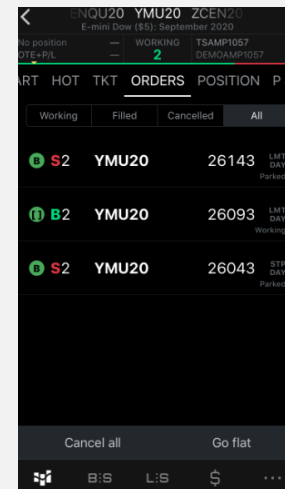 ENQU20 YMU20 ZCEN20
E-mini Dow ($5): September 2020
No position — WORKING TSAMP1057
OTE+P/L — 2 DEMOAMP1057
ART HOT TKT ORDERS POSITION P
Working Filled Cancelled All
B S2 YMU20 26143 LMT DAY
Parked
B2 YMU20 26093 LMT DAY
Working
B S2 YMU20 26043 STP DAY
Parked
Cancel all Go flat
B:S L:S $ ...